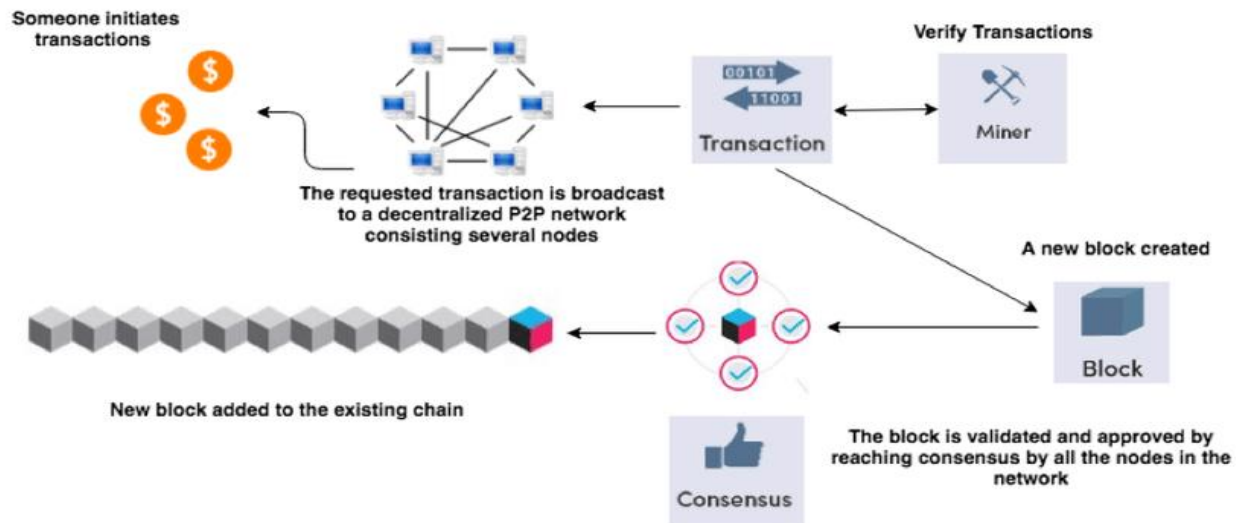 Someone initiates
transactions
$
$
$
The requested transaction is broadcast
to a decentralized P2P network
consisting several nodes
00101
11001
Transaction
Verify Transactions
Miner
A new block created
Block
The block is validated and approved by
reaching consensus by all the nodes in the
network
Consensus
New block added to the existing chain